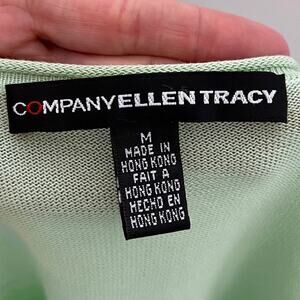 COMPANYELLEN TRACY
M
MADE IN
HONG KONG
FAIT A
HONG KONG
HECHO EN
HONG KONG